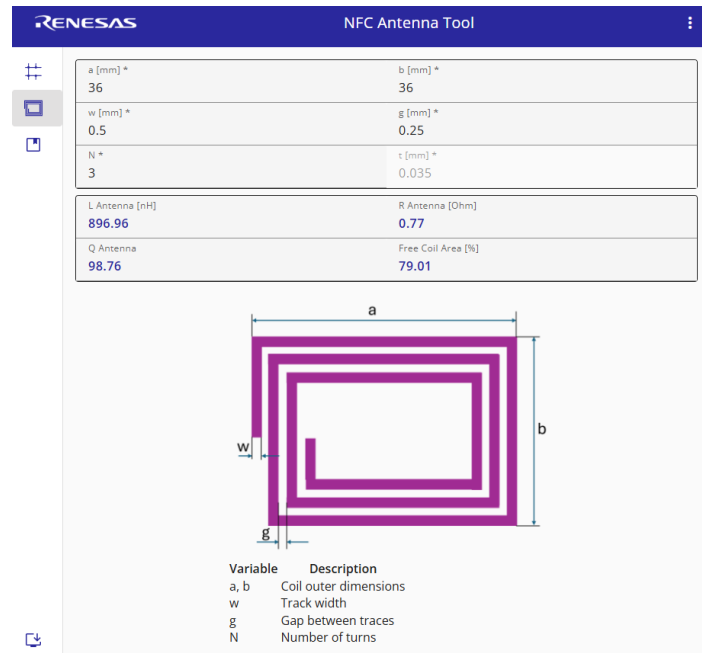 RENESAS NFC Antenna Tool
a [mm] * b [mm] *
36 36
w [mm] * g [mm] *
0.5 0.25
N * t [mm] *
3 0.035
L Antenna [nH] R Antenna [Ohm]
896.96 0.77
Q Antenna Free Coil Area [%]
98.76 79.01
a
b
w
g
Variable Description
a, b Coil outer dimensions
w Track width
g Gap between traces
N Number of turns